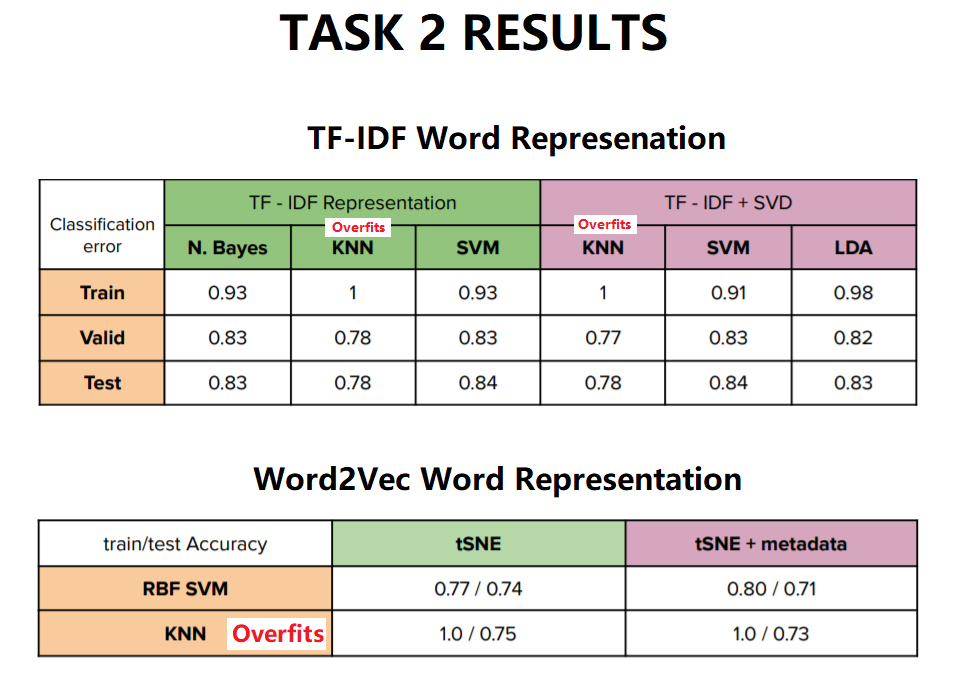 TASK 2 RESULTS
TF-IDF Word Represenation
Classification error TF - IDF Representation TF - IDF + SVD
Overfits Overfits
N. Bayes KNN SVM KNN SVM LDA
Train 0.93 1 0.93 1 0.91 0.98
Valid 0.83 0.78 0.83 0.77 0.83 0.82
Test 0.83 0.78 0.84 0.78 0.84 0.83
Word2Vec Word Representation
train/test Accuracy tSNE tSNE + metadata
RBF SVM 0.77 / 0.74 0.80 / 0.71
KNN Overfits 1.0 / 0.75 1.0 / 0.73